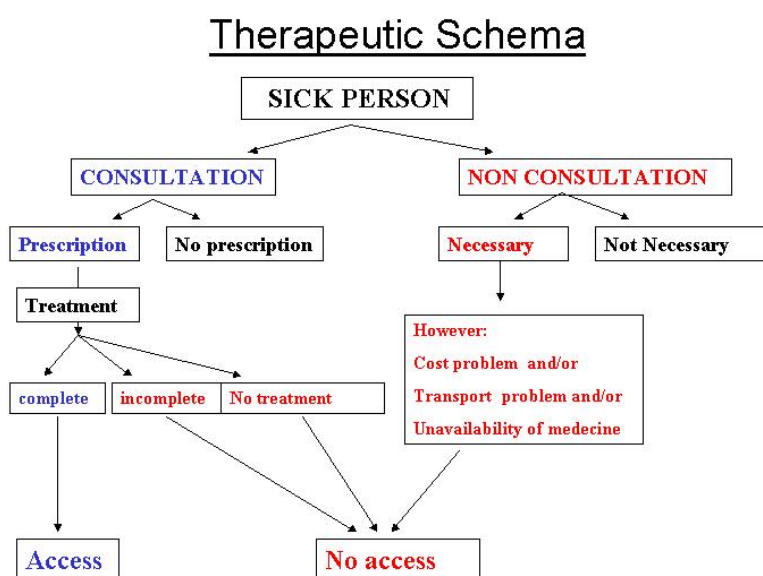 Therapeutic Schema
SICK PERSON
CONSULTATION
NON CONSULTATION
Prescription
No prescription
Necessary
Not Necessary
Treatment
However:
Cost problem and/or
Transport problem and/or
Unavailability of medecine
complete
incomplete
No treatment
Access
No access